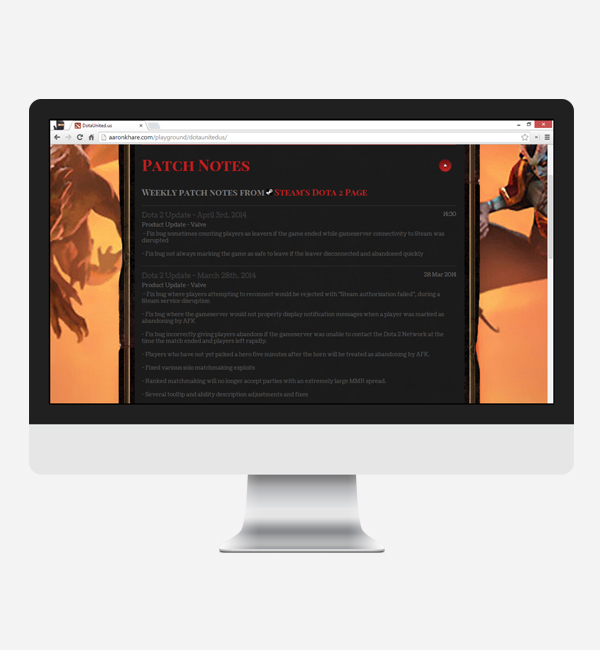 DotaUnited.us
aaronkhare.com/playground/dotaunitedus/
Patch Notes
Weekly patch notes from Steam's Dota 2 Page
Dota 2 Update - April 3rd, 2014
Product Update - Valve
- Fix bug sometimes counting players as leavers if the game ended while gameserver connectivity to Steam was
disrupted
- Fix bug not always marking the game as safe to leave if the leaver disconnected and abandoned quickly
Dota 2 Update - March 28th, 2014 28 Mar 2014
Product Update - Valve
- Fix bug where players attempting to reconnect would be rejected with "Steam authorization failed", during a
Steam service disruption.
- Fix bug where the gameserver would not properly display notification messages when a player was marked as
abandoning by AFK.
- Fix bug incorrectly giving players abandons if the gameserver was unable to contact the Dota 2 Network at the
time the match ended and players left rapidly.
- Players who have not yet picked a hero five minutes after the horn will be treated as abandoning by AFK.
- Fixed various solo matchmaking exploits
- Ranked matchmaking will no longer accept parties with an extremely large MMR spread.
- Several tooltip and ability description adjustments and fixes